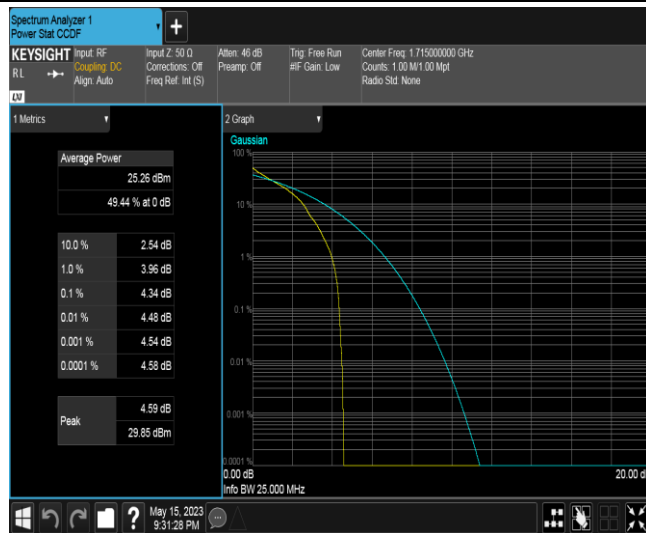 Spectrum Analyzer 1
Power Stat CCDF
+
KEYSIGHT
RL
Input: RF
Coupling: DC
Align: Auto
Input Z: 50 Ω
Corrections: Off
Freq Ref: Int (S)
Atten: 46 dB
Preamp: Off
Trig: Free Run
#IF Gain: Low
Center Freq: 1.715000000 GHz
Counts: 1.00 M/1.00 Mpt
Radio Std: None
1 Metrics
Average Power
25.26 dBm
49.44 % at 0 dB
10.0 % 2.54 dB
1.0 % 3.96 dB
0.1 % 4.34 dB
0.01 % 4.48 dB
0.001 % 4.54 dB
0.0001 % 4.58 dB
Peak
4.59 dB
29.85 dBm
2 Graph
Gaussian
100 %
10 %
1 %
0.1 %
0.01 %
0.001 %
0.0001 %
0.00 dB
20.00 d
Info BW 25.000 MHz
?
May 15, 2023
9:31:28 PM